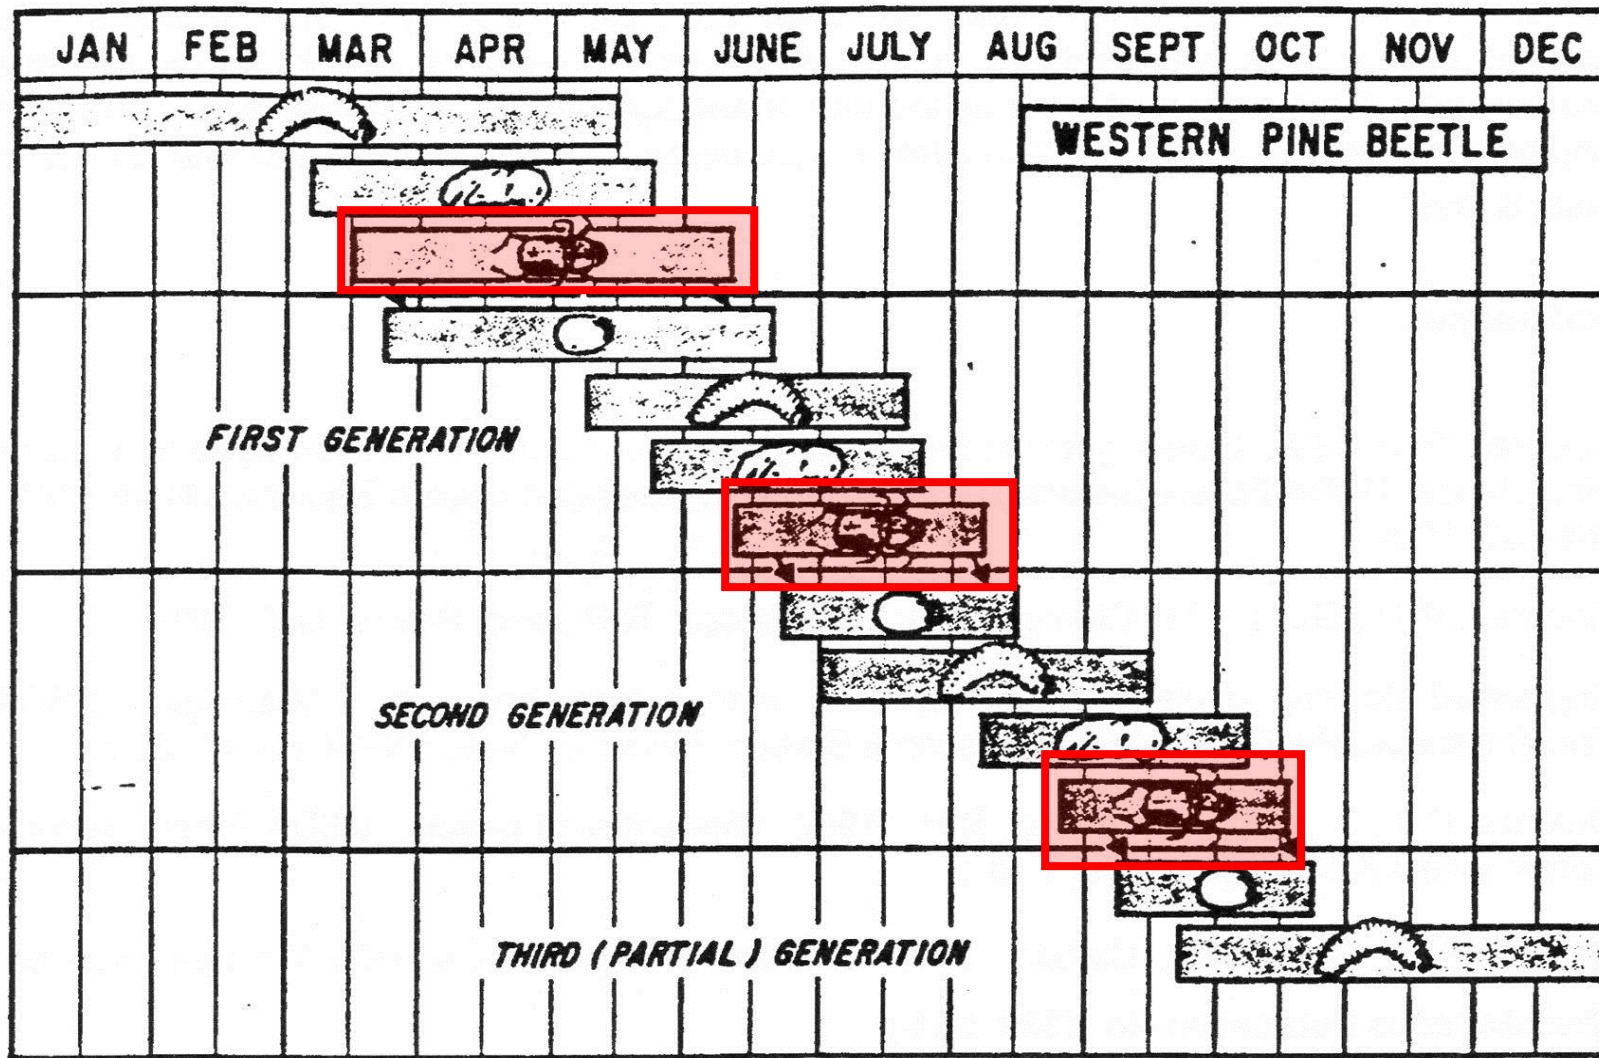 JAN FEB MAR APR MAY JUNE JULY AUG SEPT OCT NOV DEC
WESTERN PINE BEETLE
FIRST GENERATION
SECOND GENERATION
THIRD (PARTIAL) GENERATION